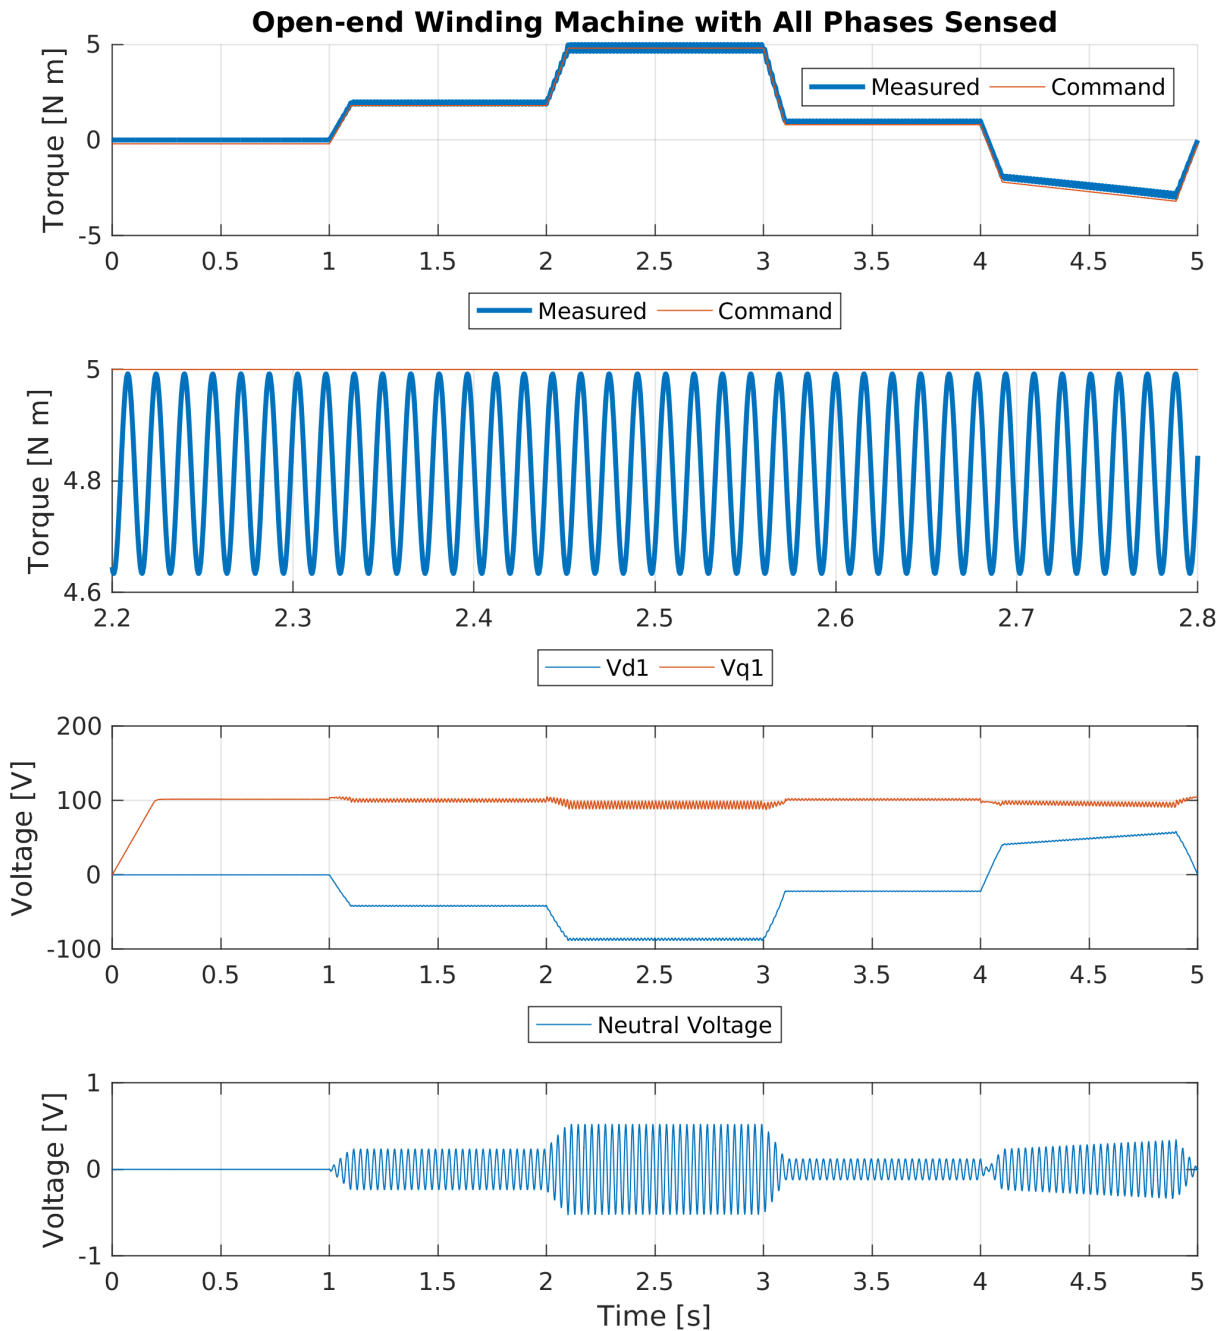 Open-end Winding Machine with All Phases Sensed
Torque [N m]
5
0
-5
Measured Command
0 0.5 1 1.5 2 2.5 3 3.5 4 4.5 5
Measured Command
Torque [N m]
5
4.8
4.6
2.2 2.3 2.4 2.5 2.6 2.7 2.8
Vd1 Vq1
Voltage [V]
200
100
0
-100
0 0.5 1 1.5 2 2.5 3 3.5 4 4.5 5
Neutral Voltage
Voltage [V]
1
0
-1
0 0.5 1 1.5 2 2.5 3 3.5 4 4.5 5
Time [s]